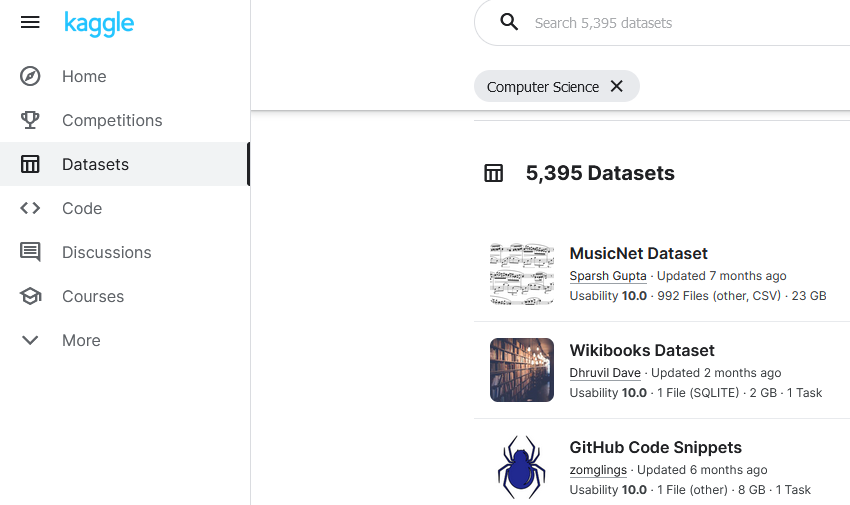 kaggle
Home
Competitions
Datasets
Code
Discussions
Courses
More
Search 5,395 datasets
Computer Science
5,395 Datasets
MusicNet Dataset
Sparsh Gupta · Updated 7 months ago
Usability 10.0 · 992 Files (other, CSV) · 23 GB
Wikibooks Dataset
Dhruvil Dave · Updated 2 months ago
Usability 10.0 · 1 File (SQLITE) · 2 GB · 1 Task
GitHub Code Snippets
zomglings · Updated 6 months ago
Usability 10.0 · 1 File (other) · 8 GB · 1 Task